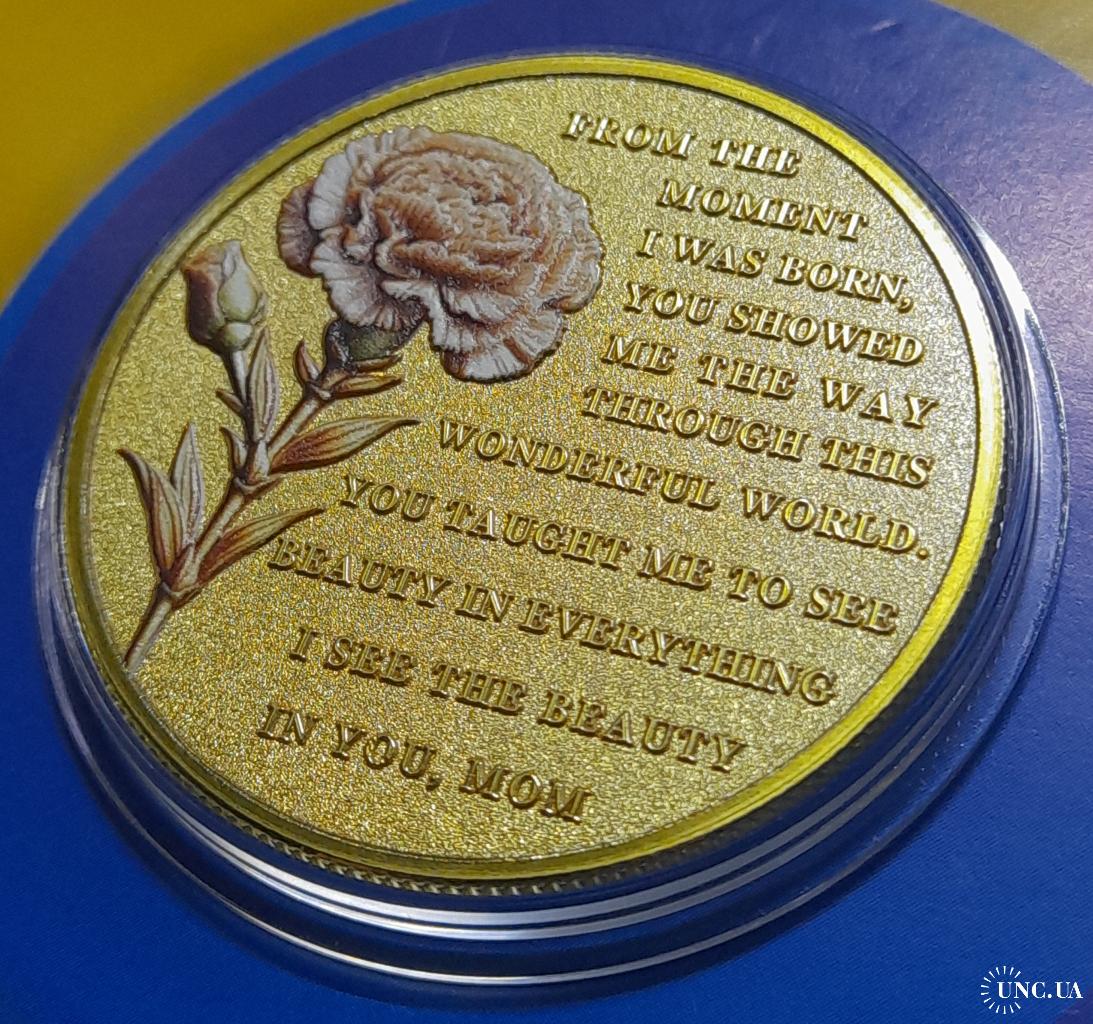 FROM THE
MOMENT
I WAS BORN,
YOU SHOWED
ME THE WAY
THROUGH THIS
WONDERFUL WORLD.
YOU TAUGHT ME TO SEE
BEAUTY IN EVERYTHING
I SEE THE BEAUTY
IN YOU, MOM
UNC.UA